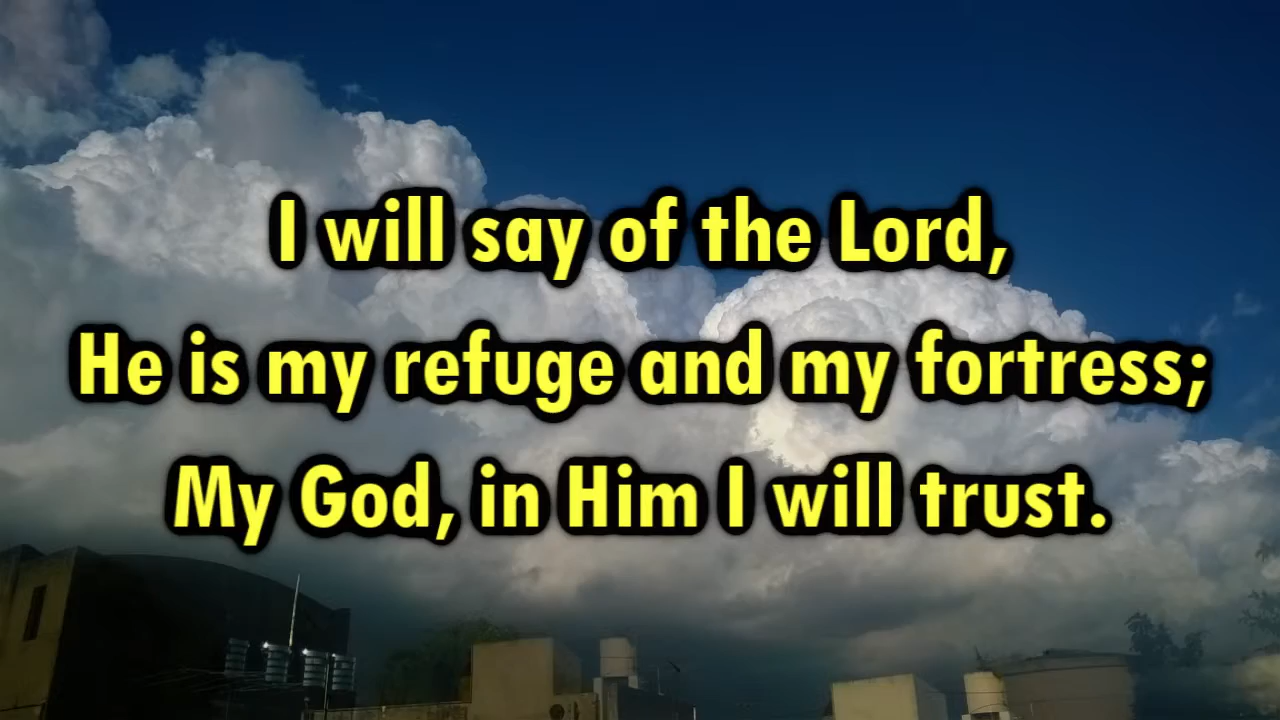 I will say of the Lord,
He is my refuge and my fortress;
My God, in Him I will trust.